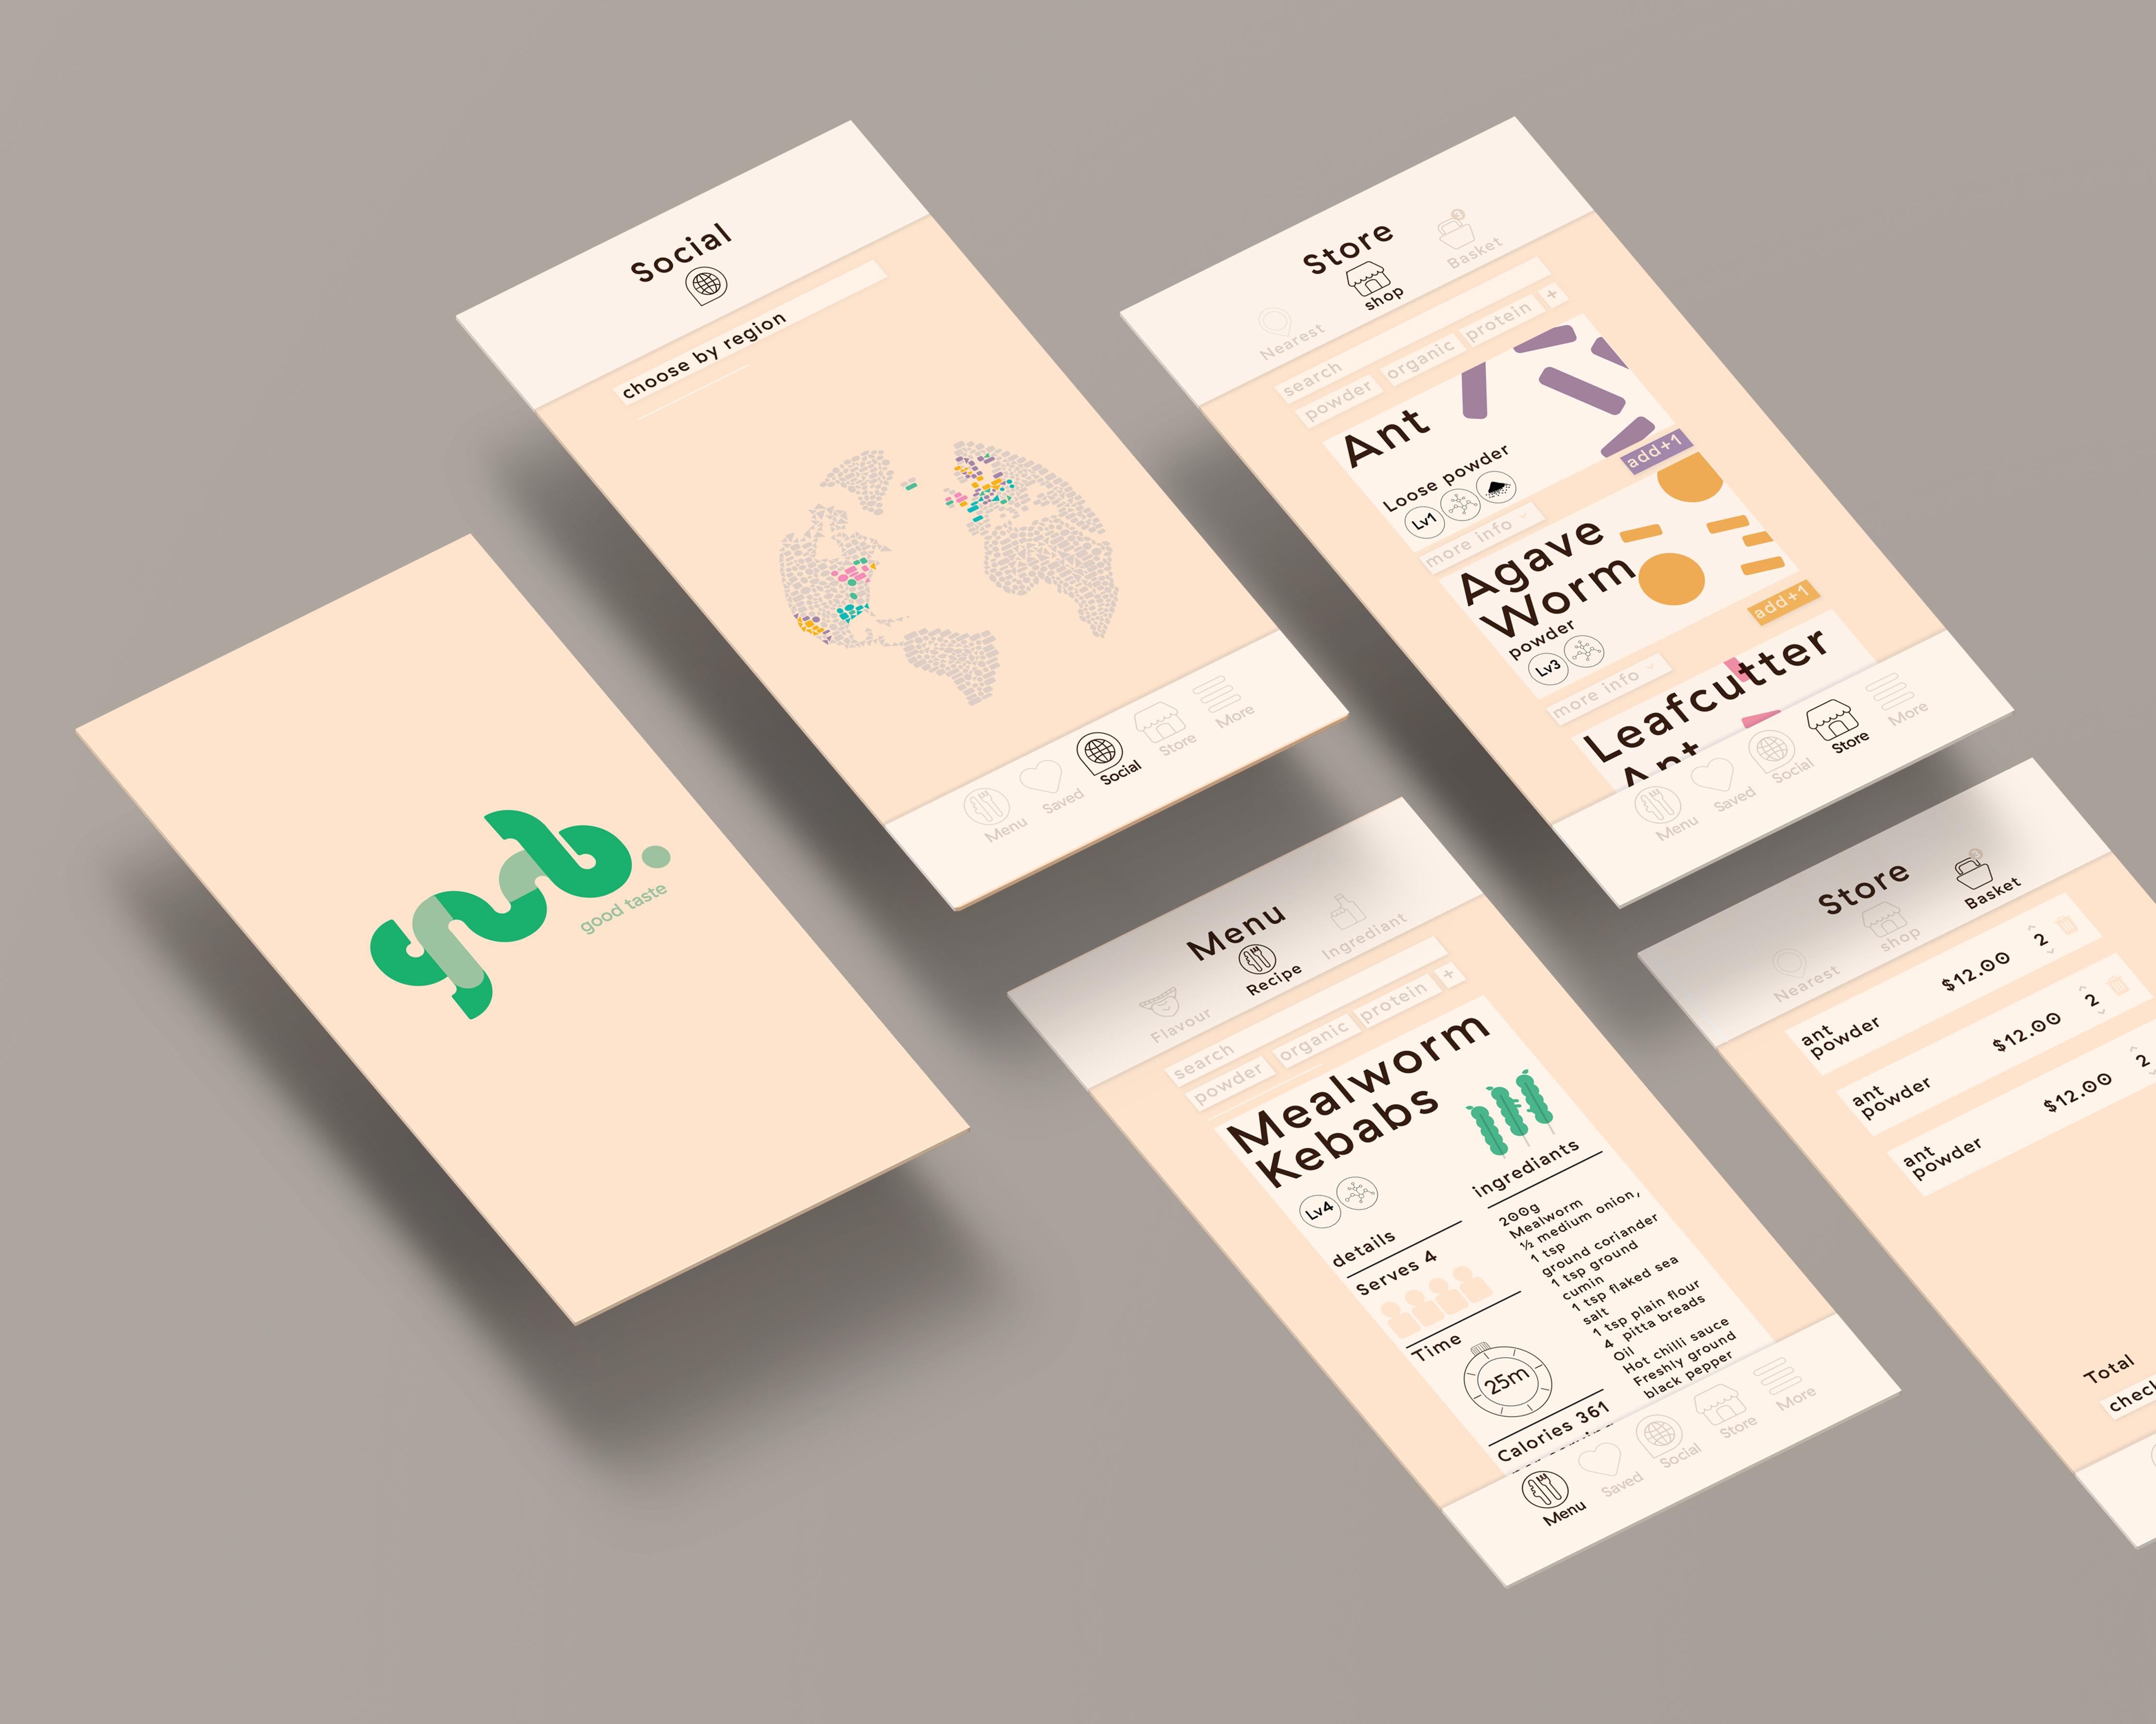 grub.
good taste
Social
choose by region
Menu
Saved
Social
Store
More
Store
Nearest
shop
Basket
3
search
powder
organic
protein
+
Ant
Loose powder
Lv1
add+1
more info
Agave
Worm
powder
Lv3
add+1
more info
Leafcutter
Ant
Menu
Saved
Social
Store
More
Menu
Flavour
Recipe
Ingrediant
search
powder
organic
protein
+
Mealworm
Kebabs
Lv4
details
Serves 4
Time
25m
Calories 361
ingrediants
200g
Mealworm
½ medium onion,
1 tsp
ground coriander
1 tsp ground
cumin
1 tsp flaked sea
salt
1 tsp plain flour
4 pitta breads
Oil
Hot chilli sauce
Freshly ground
black pepper
Menu
Saved
Social
Store
More
Store
Nearest
shop
Basket
ant
powder
$12.00
2
ant
powder
$12.00
2
ant
powder
$12.00
2
Total